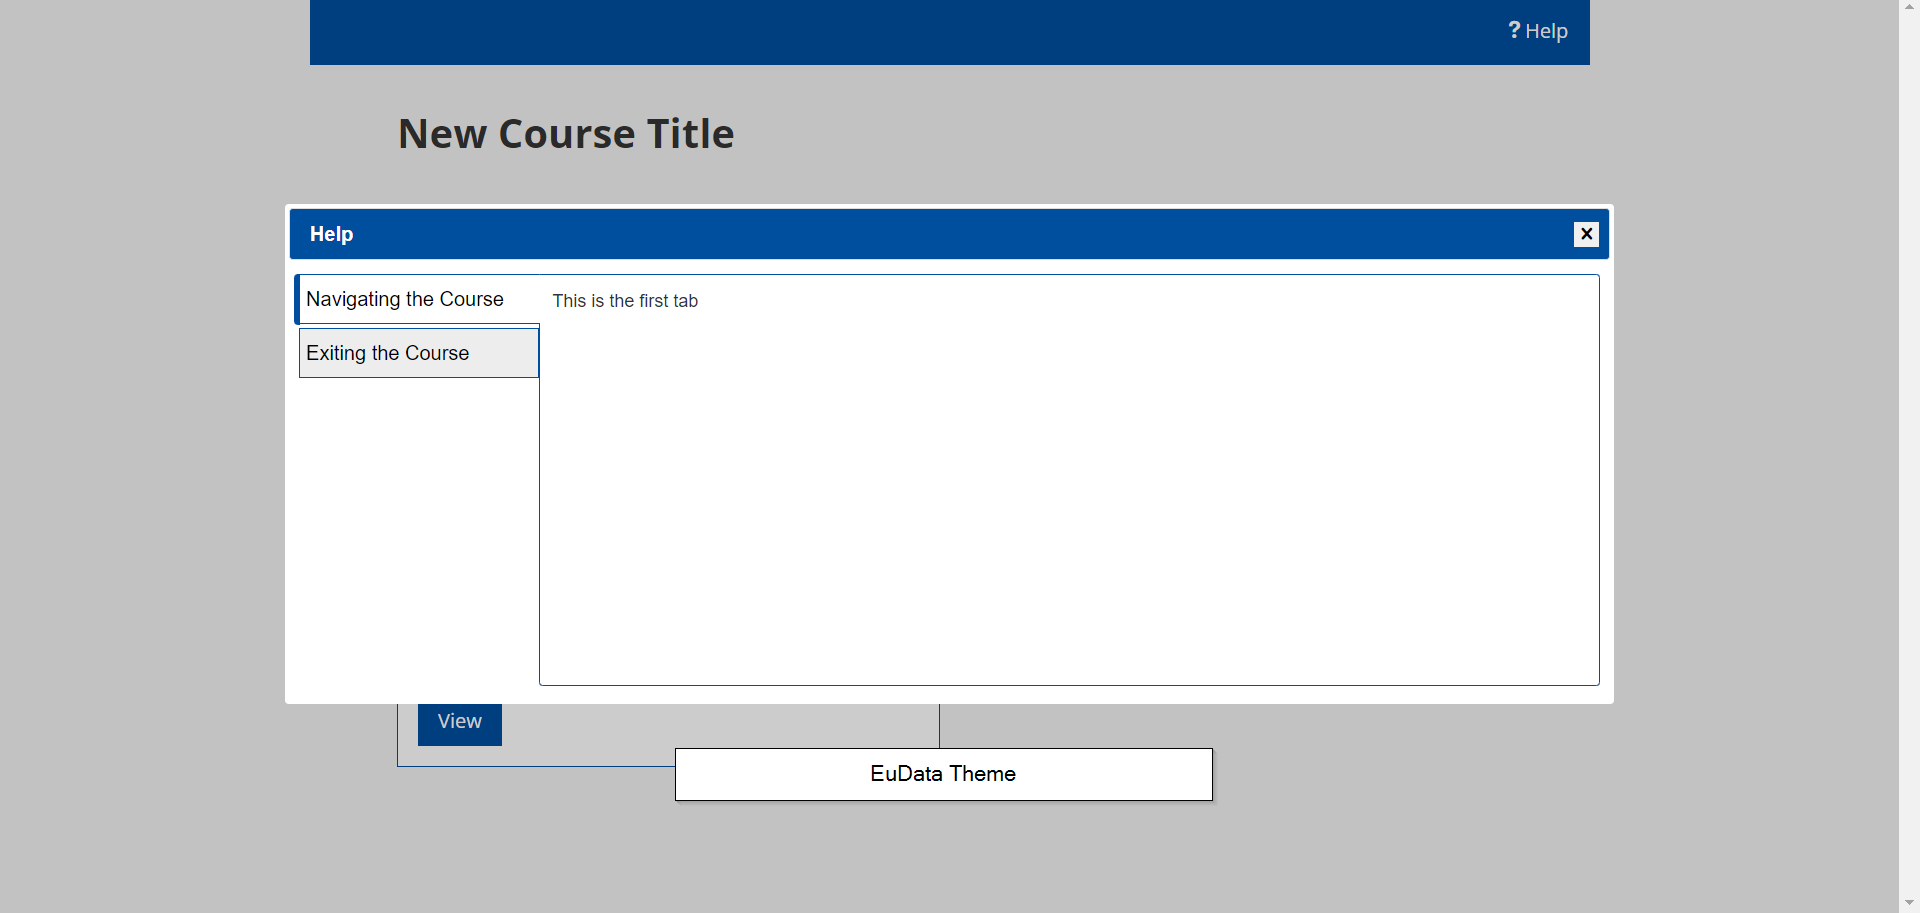 ? Help
New Course Title
Help
Navigating the Course
This is the first tab
Exiting the Course
View
EuData Theme